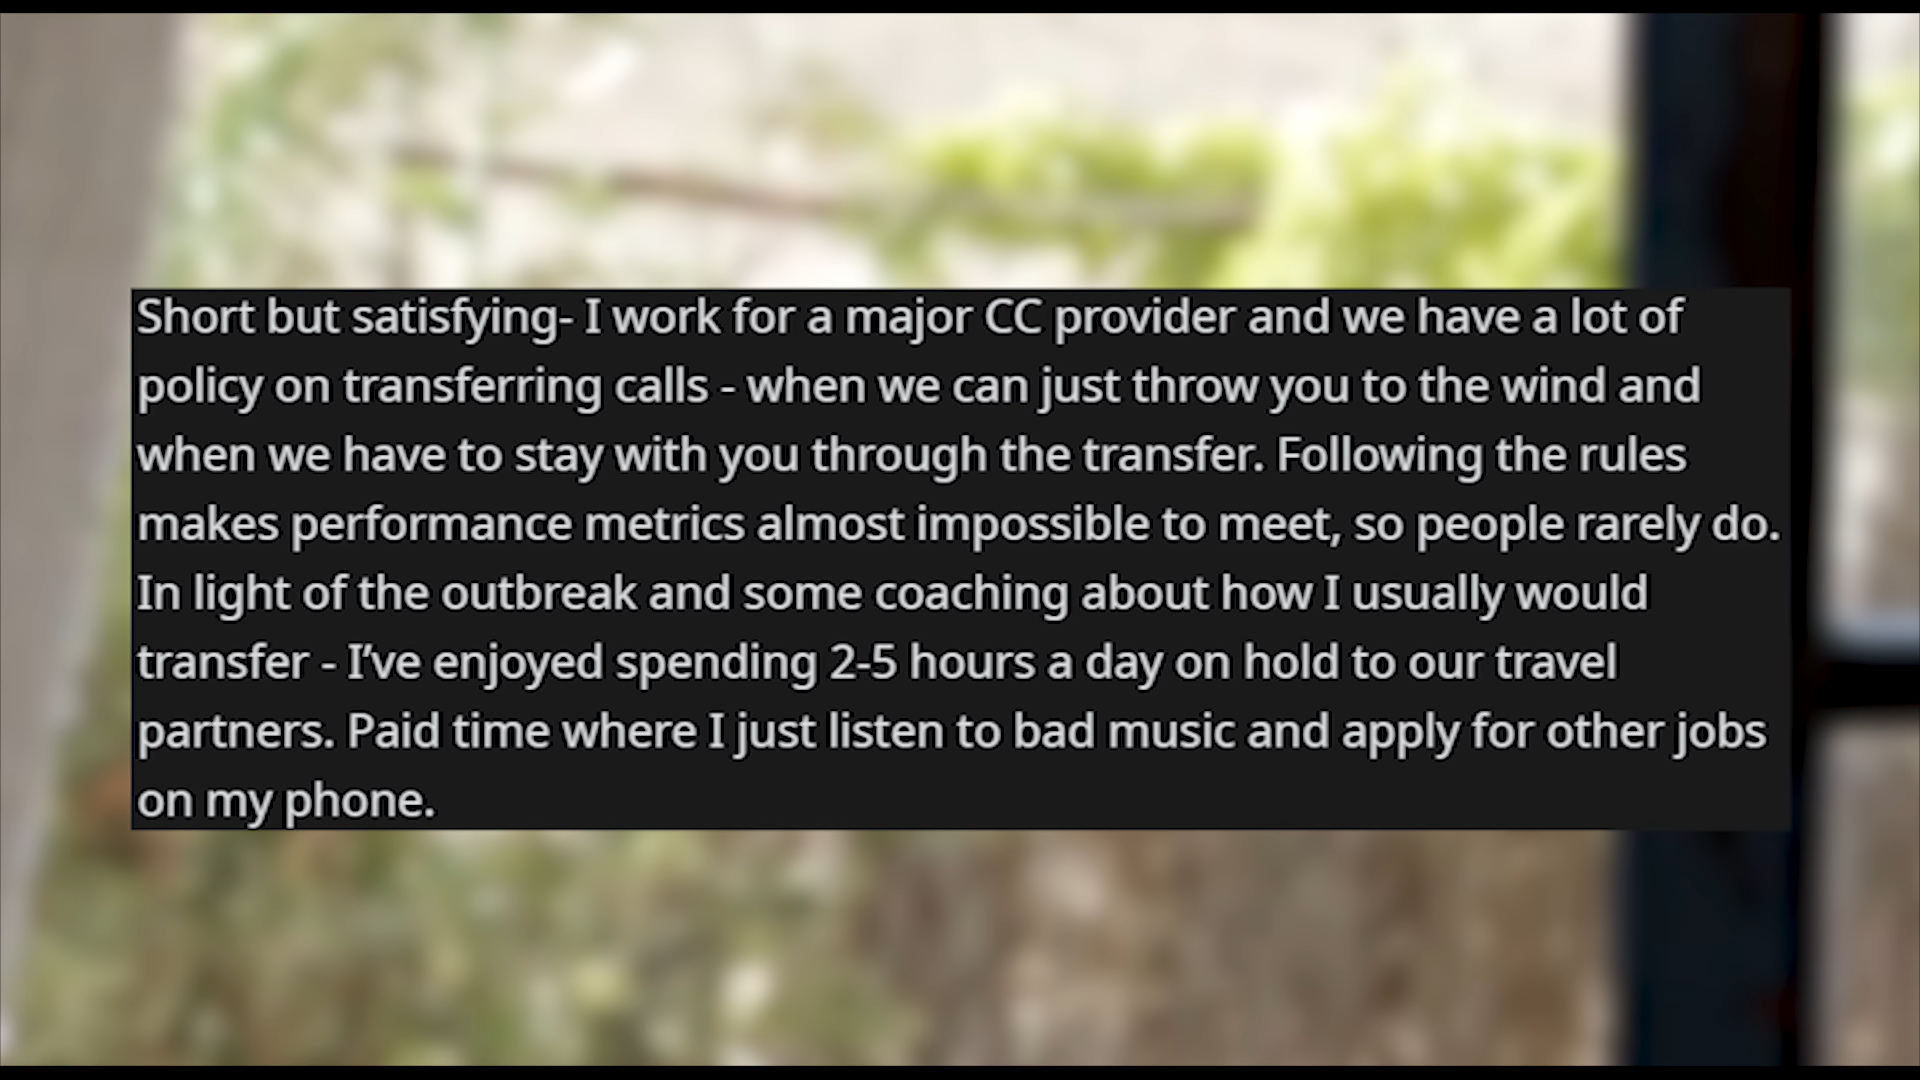 Short but satisfying- I work for a major CC provider and we have a lot of
policy on transferring calls - when we can just throw you to the wind and
when we have to stay with you through the transfer. Following the rules
makes performance metrics almost impossible to meet, so people rarely do.
In light of the outbreak and some coaching about how I usually would
transfer - I’ve enjoyed spending 2-5 hours a day on hold to our travel
partners. Paid time where I just listen to bad music and apply for other jobs
on my phone.